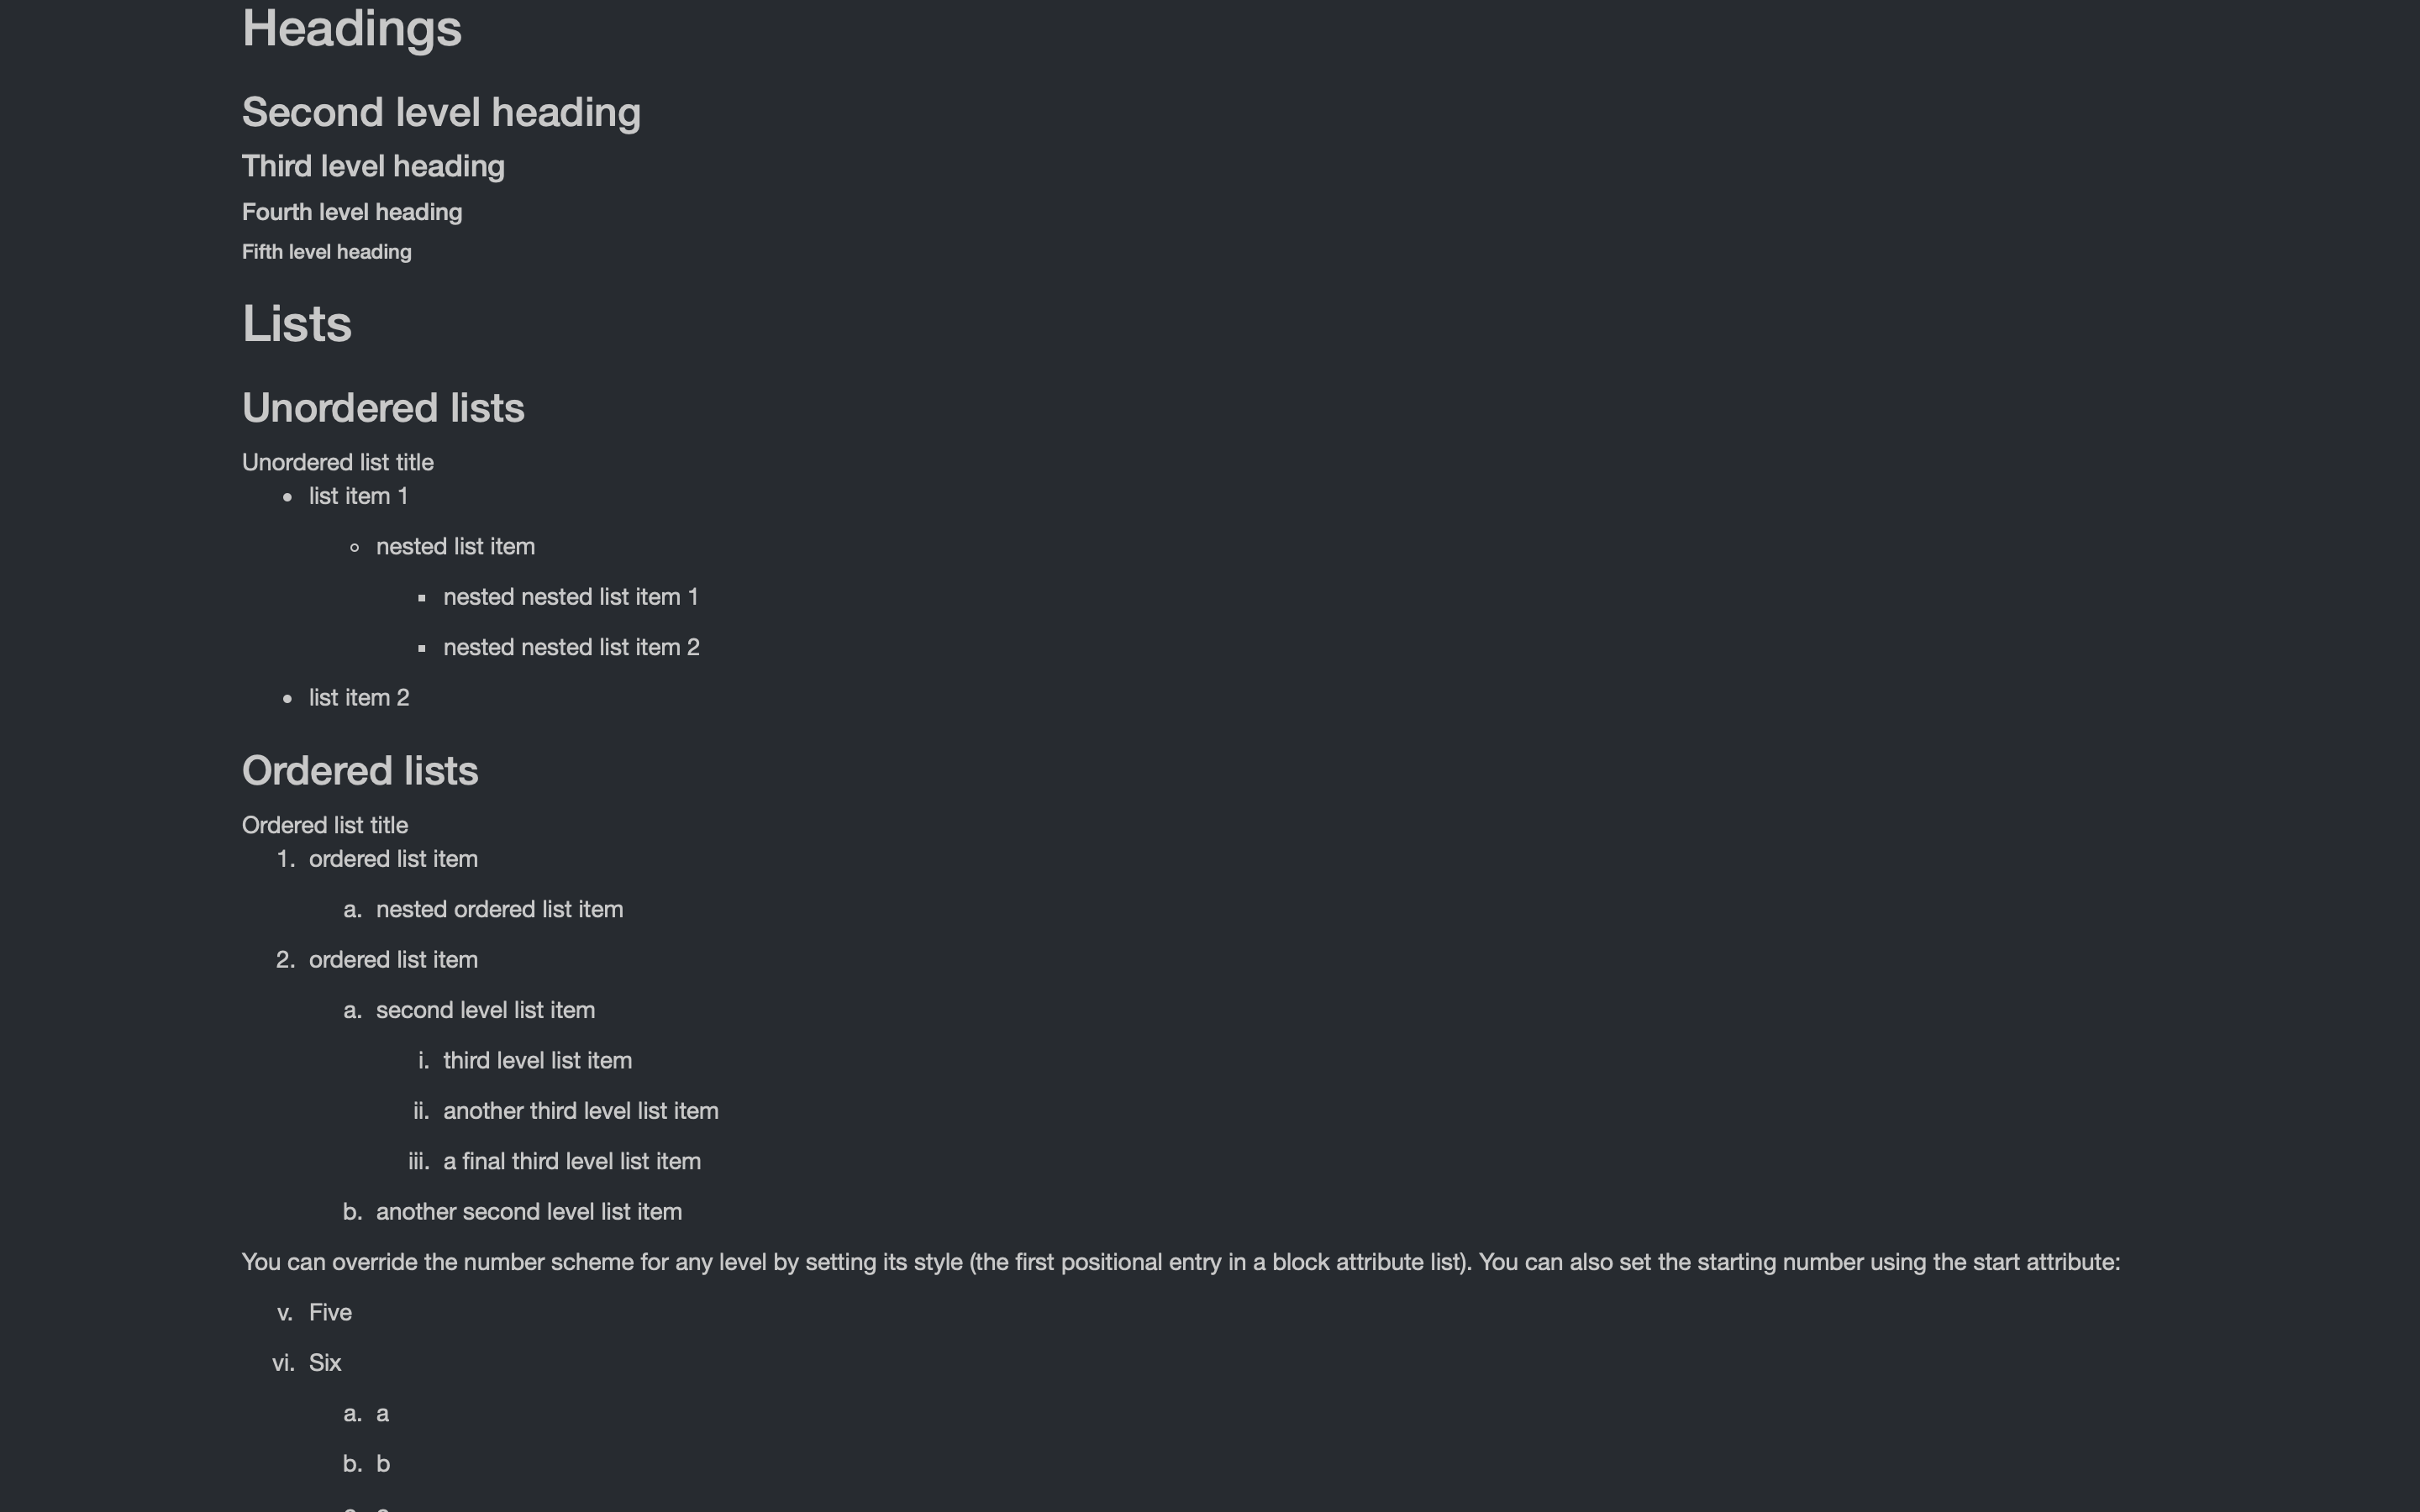 Headings
Second level heading
Third level heading
Fourth level heading
Fifth level heading
Lists
Unordered lists
Unordered list title
• list item 1
◦ nested list item
▪ nested nested list item 1
▪ nested nested list item 2
• list item 2
Ordered lists
Ordered list title
1. ordered list item
a. nested ordered list item
2. ordered list item
a. second level list item
i. third level list item
ii. another third level list item
iii. a final third level list item
b. another second level list item
You can override the number scheme for any level by setting its style (the first positional entry in a block attribute list). You can also set the starting number using the start attribute:
v. Five
vi. Six
a. a
b. b